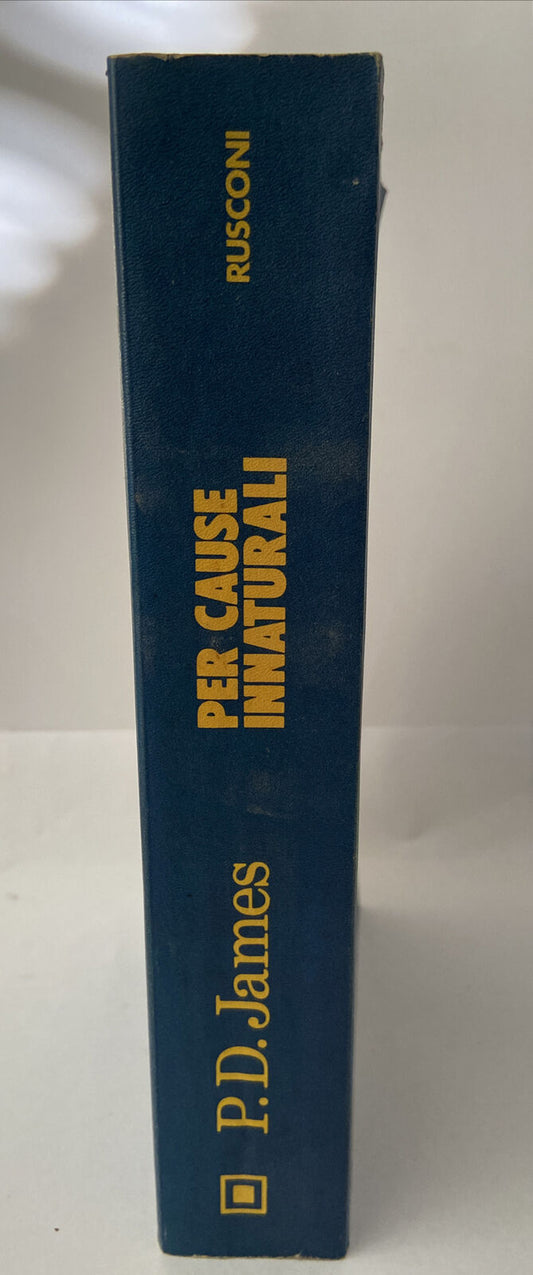 P. D. James
PER CAUSE
INNATURALI
RUSCONI